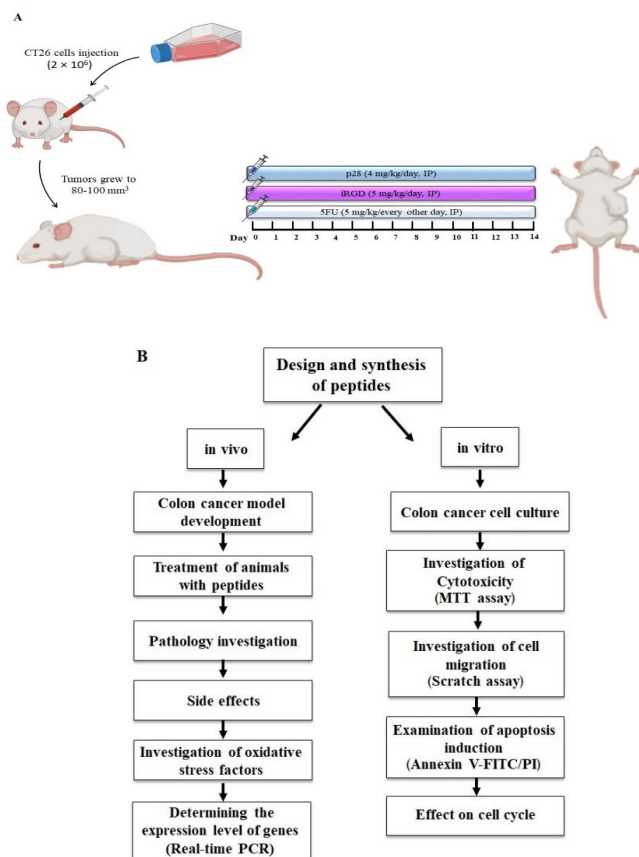 A
CT26 cells injection
(2 × 10⁶)
Tumors grew to
80-100 mm³
p28 (4 mg/kg/day, IP)
iRGD (5 mg/kg/day, IP)
5FU (5 mg/kg/every other day, IP)
Day 0 1 2 3 4 5 6 7 8 9 10 11 12 13 14
B
Design and synthesis
of peptides
in vivo
Colon cancer model
development
Treatment of animals
with peptides
Pathology investigation
Side effects
Investigation of oxidative
stress factors
Determining the
expression level of genes
(Real-time PCR)
in vitro
Colon cancer cell culture
Investigation of
Cytotoxicity
(MTT assay)
Investigation of cell
migration
(Scratch assay)
Examination of apoptosis
induction
(Annexin V-FITC/PI)
Effect on cell cycle